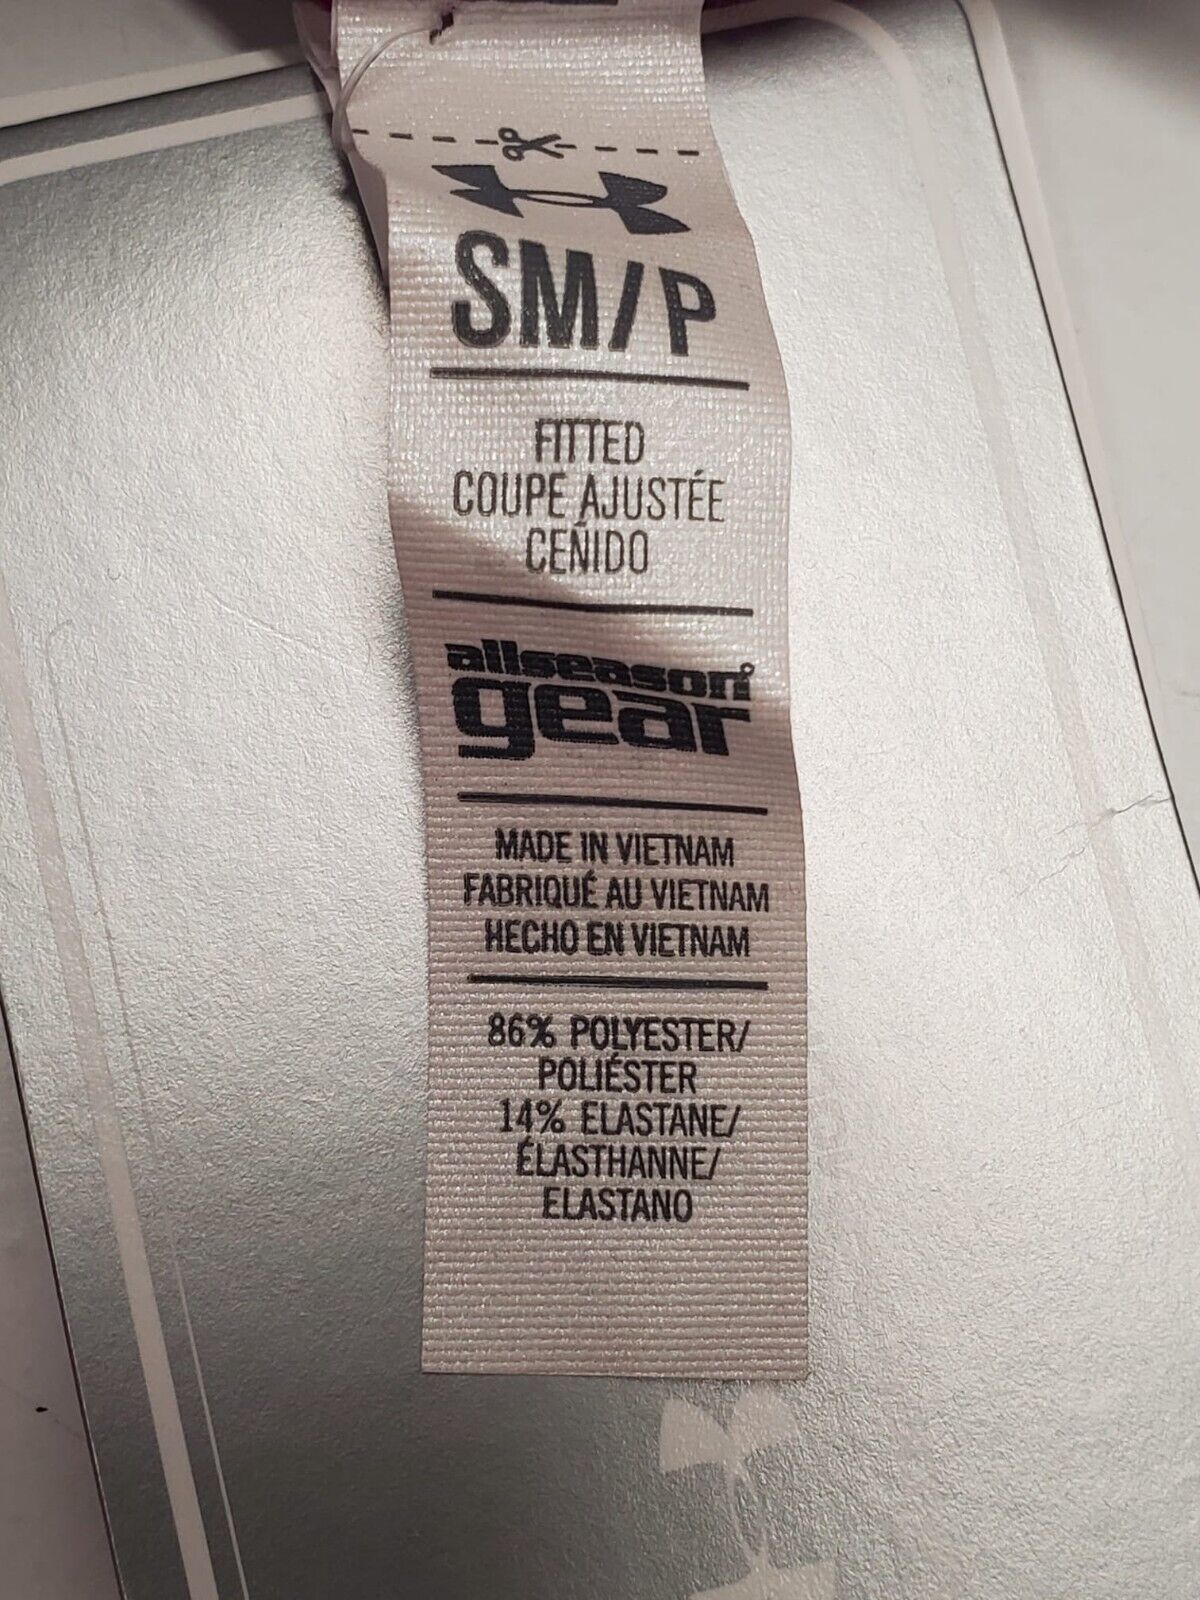 SM/P
FITTED
COUPE AJUSTÉE
CEÑIDO
allseason
gear
MADE IN VIETNAM
FABRIQUÉ AU VIETNAM
HECHO EN VIETNAM
86% POLYESTER/
POLIÉSTER
14% ELASTANE/
ÉLASTHANNE/
ELASTANO